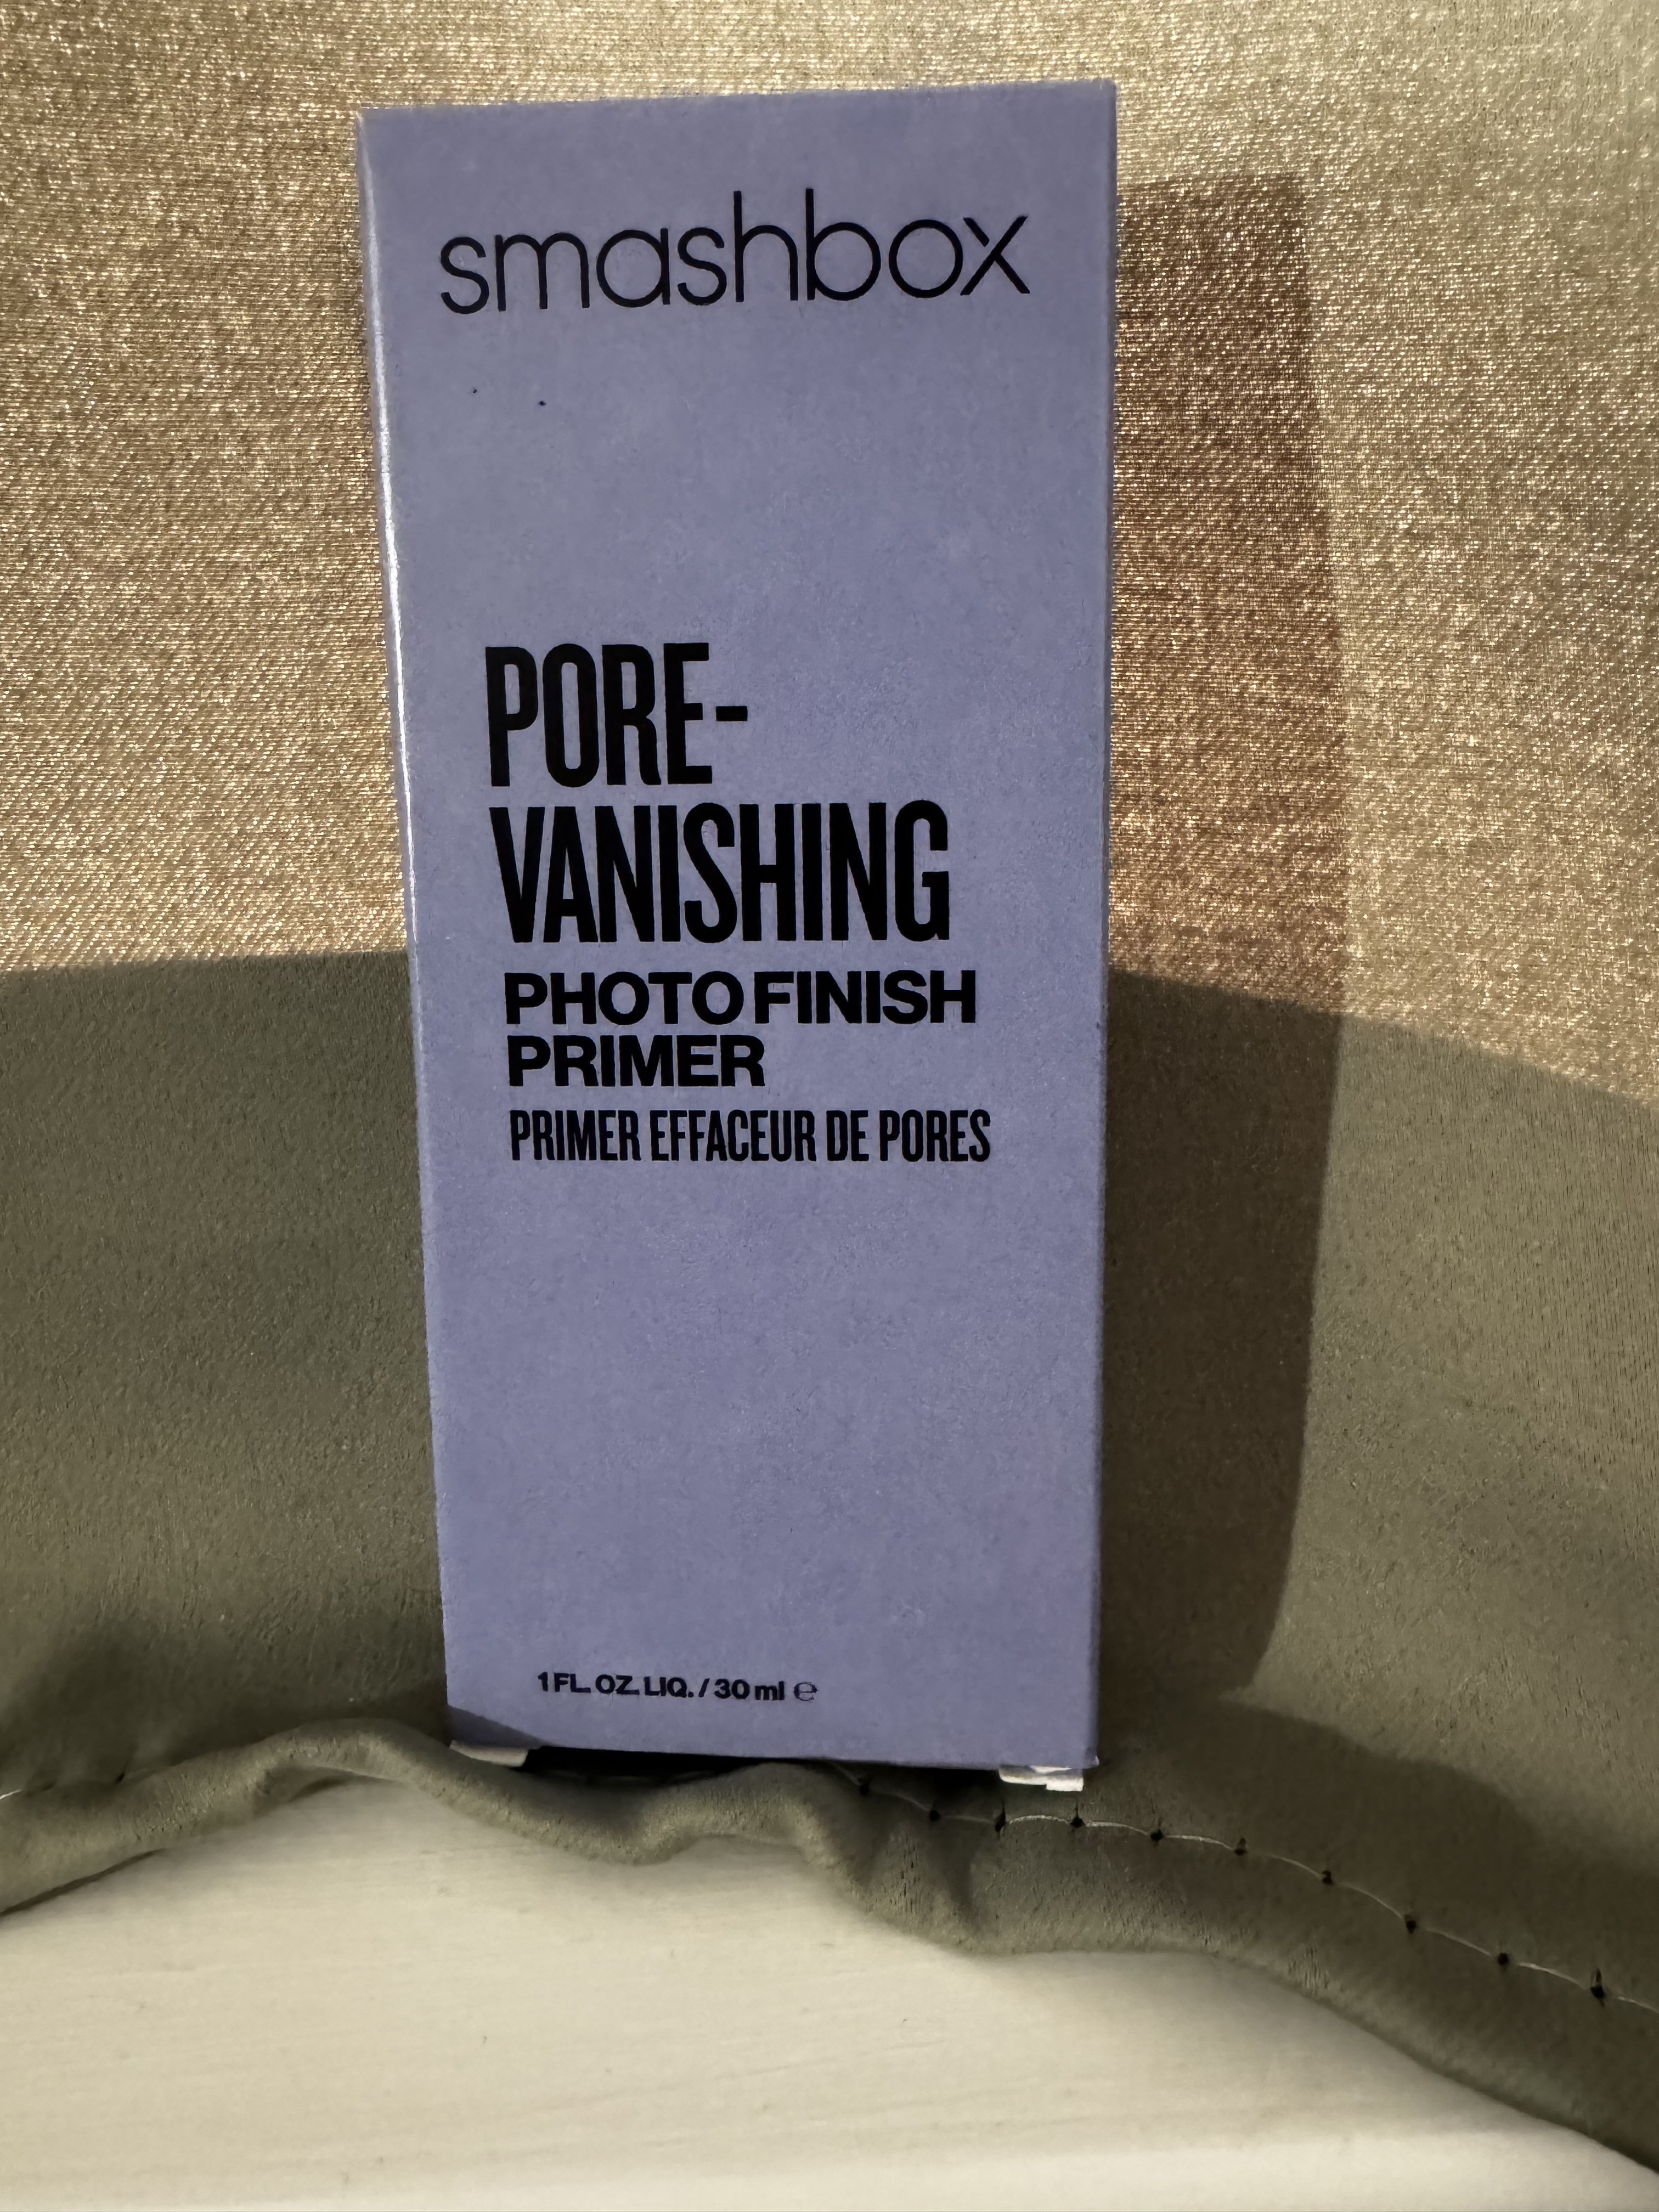 smashbox
PORE-
VANISHING
PHOTO FINISH
PRIMER
PRIMER EFFACEUR DE PORES
1 FL. OZ. LIQ. / 30 ml ℮